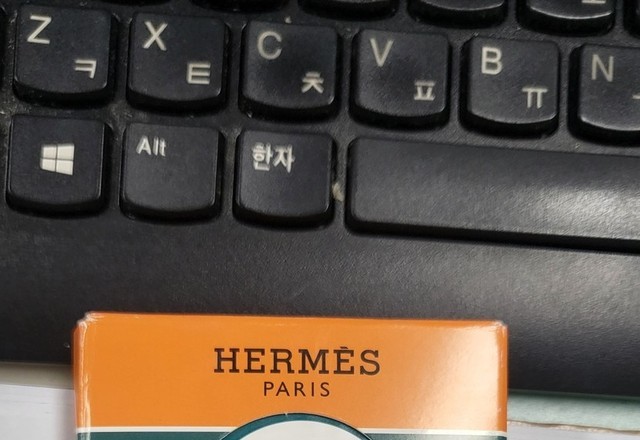 Z ㅋ X ㅌ C ㅊ V ㅍ B ㅠ N
Alt 한자
HERMÈS
PARIS